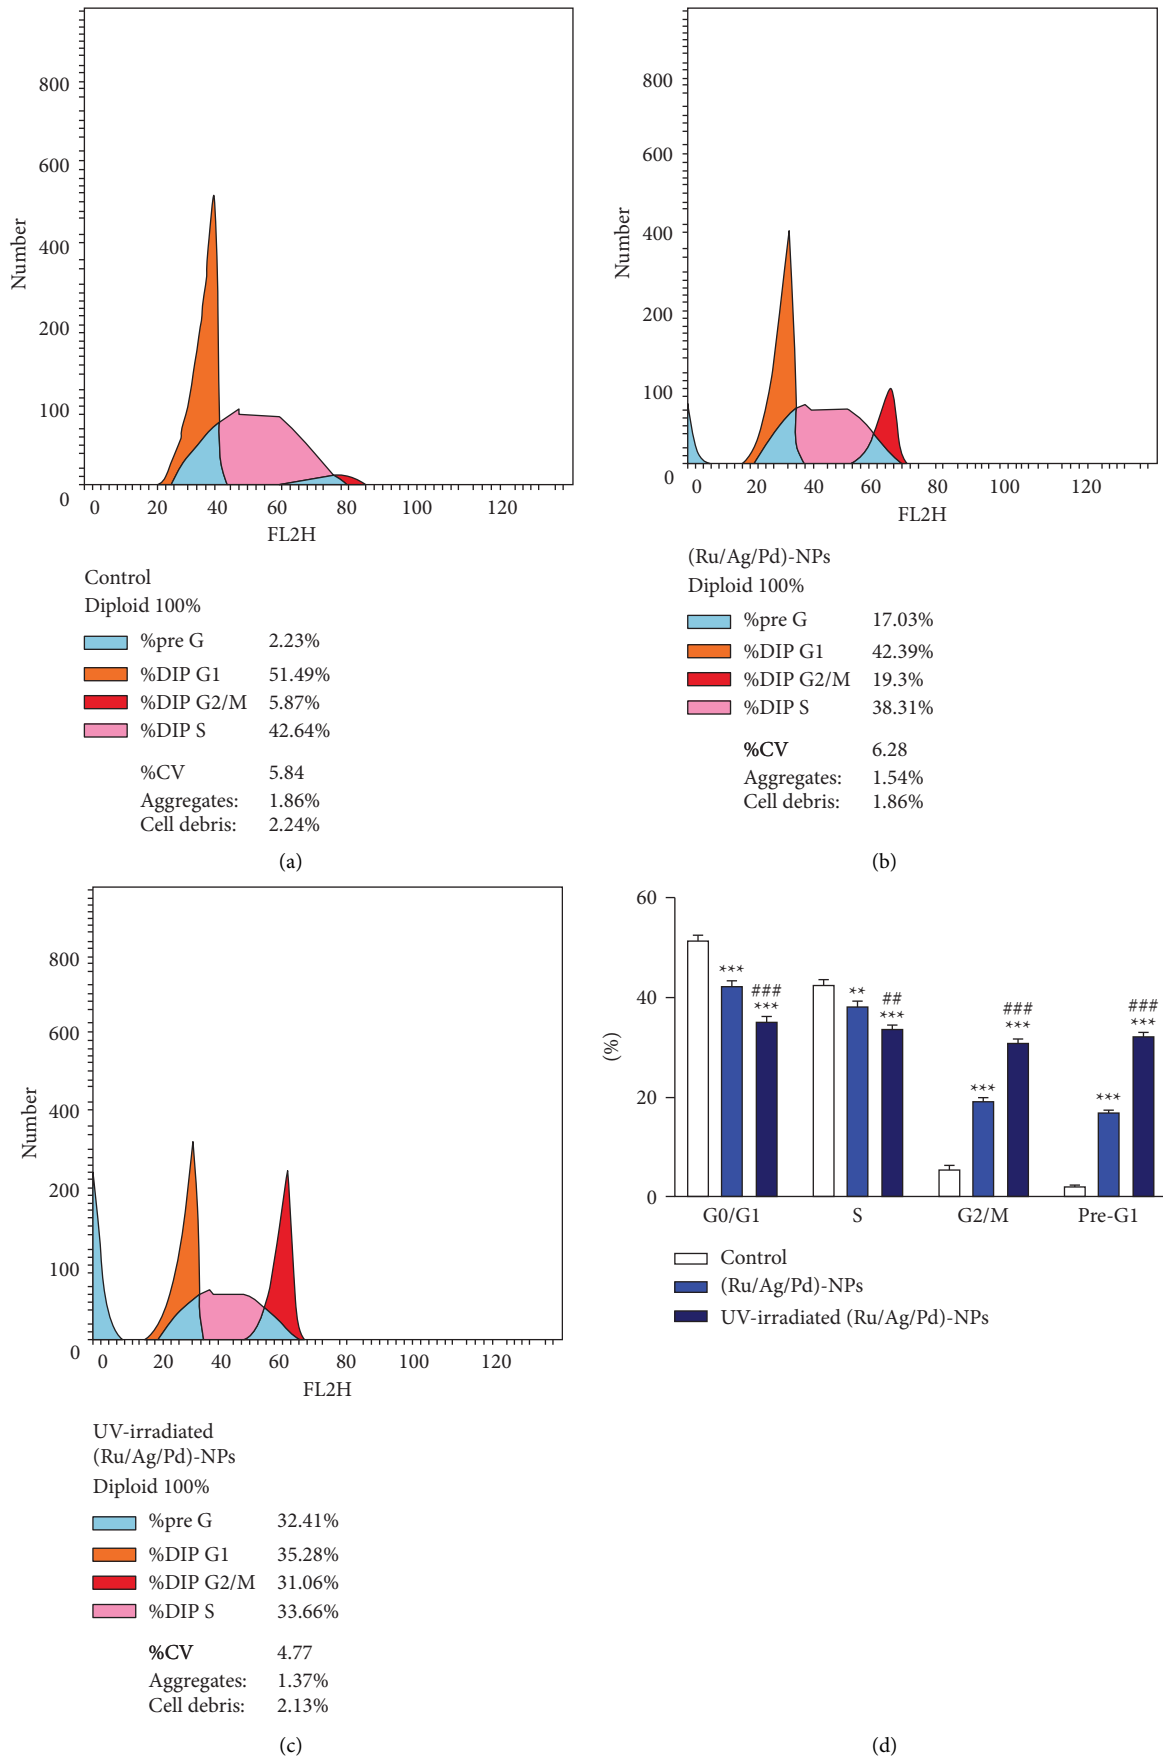 800
600
400
200
100
0
Number
0 20 40 60 80 100 120
FL2H
Control
Diploid 100%
%pre G 2.23%
%DIP G1 51.49%
%DIP G2/M 5.87%
%DIP S 42.64%
%CV 5.84
Aggregates: 1.86%
Cell debris: 2.24%
(a)
800
600
400
200
100
0
Number
0 20 40 60 80 100 120
FL2H
(Ru/Ag/Pd)-NPs
Diploid 100%
%pre G 17.03%
%DIP G1 42.39%
%DIP G2/M 19.3%
%DIP S 38.31%
%CV 6.28
Aggregates: 1.54%
Cell debris: 1.86%
(b)
800
600
400
200
100
0
Number
0 20 40 60 80 100 120
FL2H
UV-irradiated
(Ru/Ag/Pd)-NPs
Diploid 100%
%pre G 32.41%
%DIP G1 35.28%
%DIP G2/M 31.06%
%DIP S 33.66%
%CV 4.77
Aggregates: 1.37%
Cell debris: 2.13%
(c)
60
40
20
0
(%)
***
###
***
**
##
***
***
###
***
***
###
***
G0/G1 S G2/M Pre-G1
Control
(Ru/Ag/Pd)-NPs
UV-irradiated (Ru/Ag/Pd)-NPs
(d)